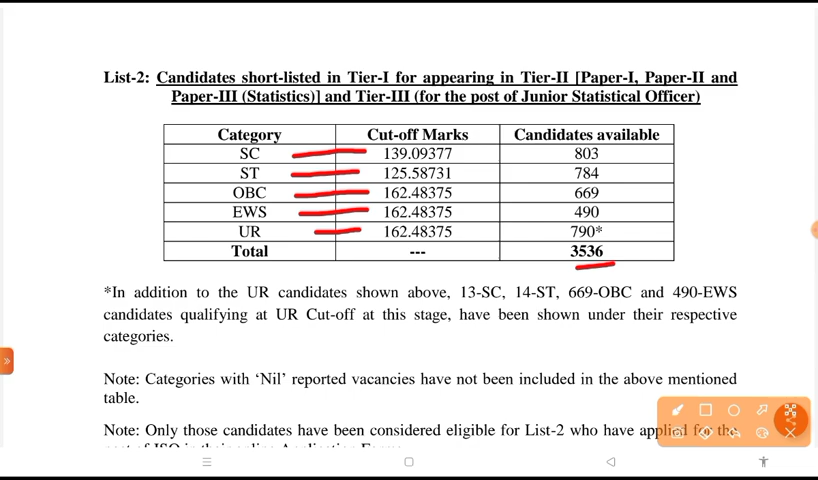 List-2: Candidates short-listed in Tier-I for appearing in Tier-II [Paper-I, Paper-II and
Paper-III (Statistics)] and Tier-III (for the post of Junior Statistical Officer)
Category Cut-off Marks Candidates available
SC 139.09377 803
ST 125.58731 784
OBC 162.48375 669
EWS 162.48375 490
UR 162.48375 790*
Total --- 3536
*In addition to the UR candidates shown above, 13-SC, 14-ST, 669-OBC and 490-EWS
candidates qualifying at UR Cut-off at this stage, have been shown under their respective
categories.
Note: Categories with ‘Nil’ reported vacancies have not been included in the above mentioned
table.
Note: Only those candidates have been considered eligible for List-2 who have applied for the